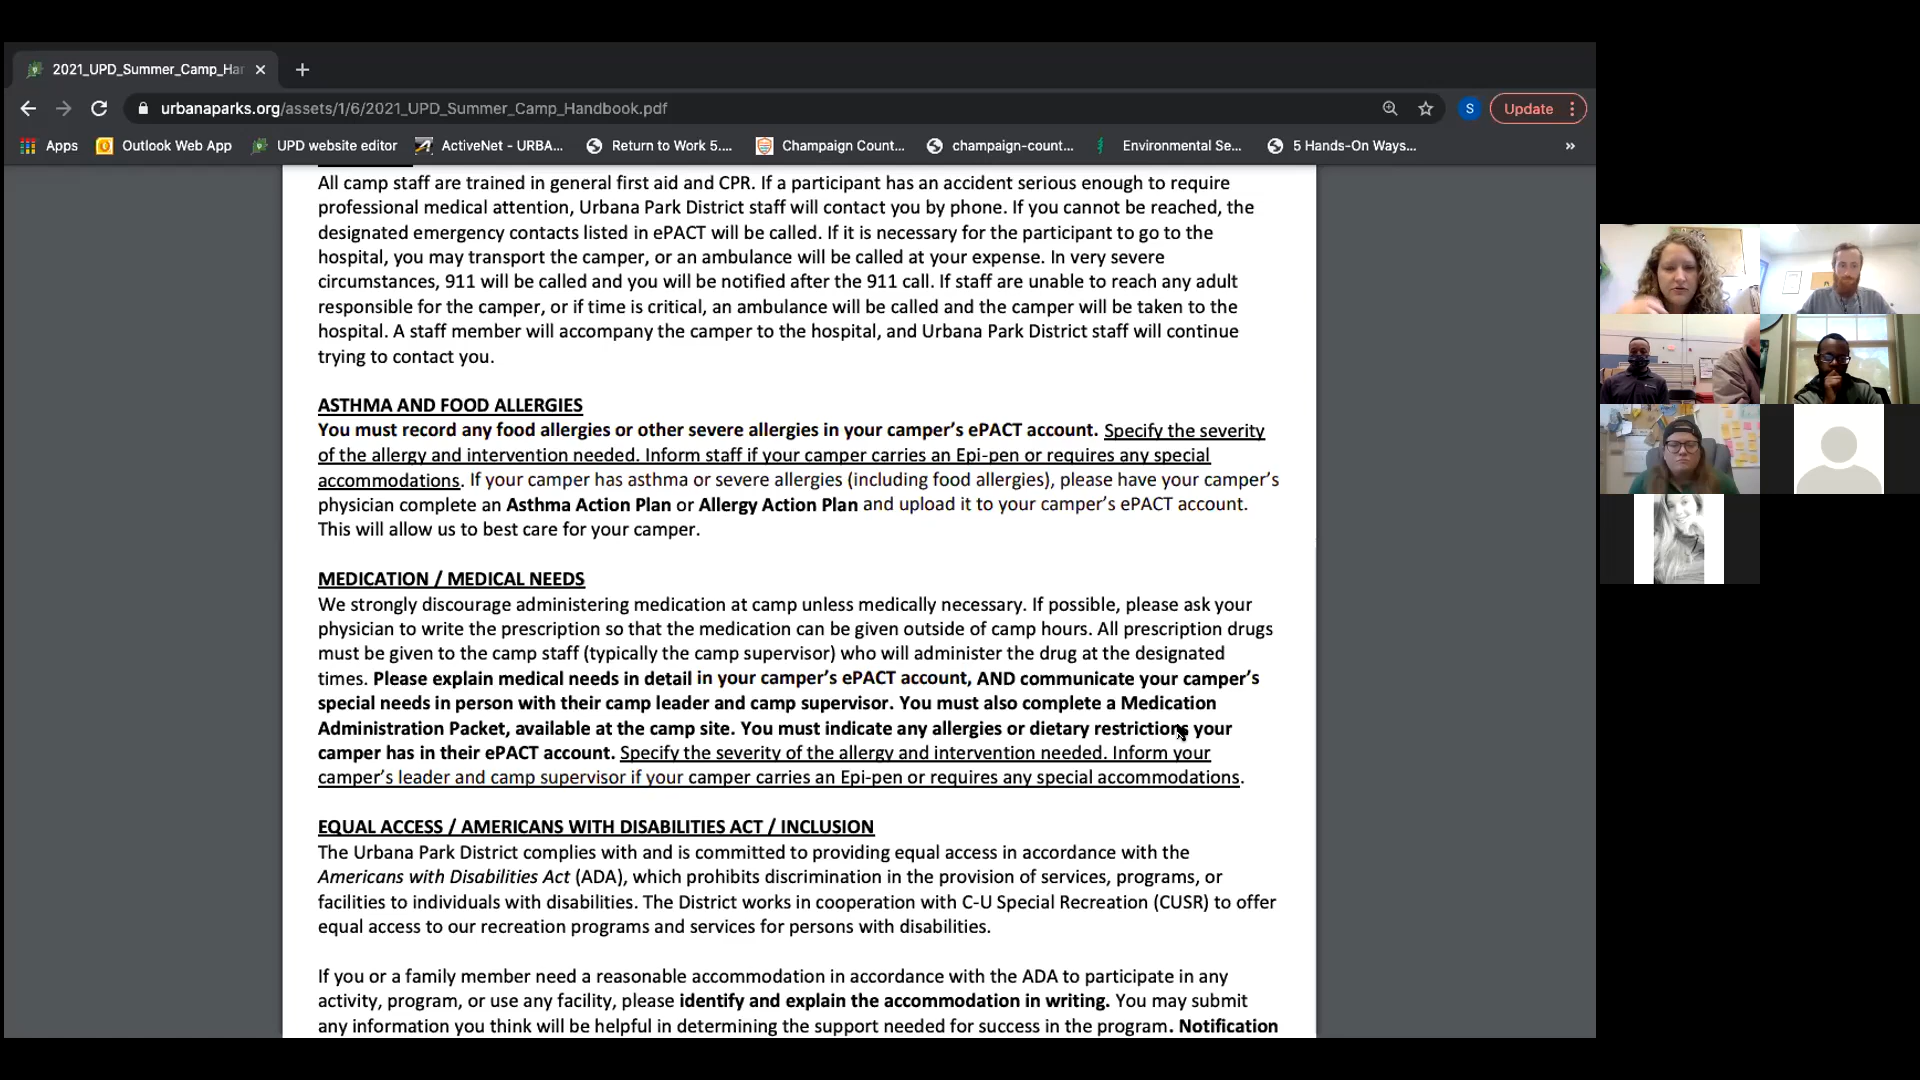 2021_UPD_Summer_Camp_Har
urbanaparks.org/assets/1/6/2021_UPD_Summer_Camp_Handbook.pdf
S
Update
Apps
Outlook Web App
UPD website editor
ActiveNet - URBA...
Return to Work 5....
Champaign Count...
champaign-count...
Environmental Se...
5 Hands-On Ways...
»
All camp staff are trained in general first aid and CPR. If a participant has an accident serious enough to require
professional medical attention, Urbana Park District staff will contact you by phone. If you cannot be reached, the
designated emergency contacts listed in ePACT will be called. If it is necessary for the participant to go to the
hospital, you may transport the camper, or an ambulance will be called at your expense. In very severe
circumstances, 911 will be called and you will be notified after the 911 call. If staff are unable to reach any adult
responsible for the camper, or if time is critical, an ambulance will be called and the camper will be taken to the
hospital. A staff member will accompany the camper to the hospital, and Urbana Park District staff will continue
trying to contact you.
ASTHMA AND FOOD ALLERGIES
You must record any food allergies or other severe allergies in your camper's ePACT account. Specify the severity
of the allergy and intervention needed. Inform staff if your camper carries an Epi-pen or requires any special
accommodations. If your camper has asthma or severe allergies (including food allergies), please have your camper's
physician complete an Asthma Action Plan or Allergy Action Plan and upload it to your camper's ePACT account.
This will allow us to best care for your camper.
MEDICATION / MEDICAL NEEDS
We strongly discourage administering medication at camp unless medically necessary. If possible, please ask your
physician to write the prescription so that the medication can be given outside of camp hours. All prescription drugs
must be given to the camp staff (typically the camp supervisor) who will administer the drug at the designated
times. Please explain medical needs in detail in your camper's ePACT account, AND communicate your camper's
special needs in person with their camp leader and camp supervisor. You must also complete a Medication
Administration Packet, available at the camp site. You must indicate any allergies or dietary restrictions your
camper has in their ePACT account. Specify the severity of the allergy and intervention needed. Inform your
camper's leader and camp supervisor if your camper carries an Epi-pen or requires any special accommodations.
EQUAL ACCESS / AMERICANS WITH DISABILITIES ACT / INCLUSION
The Urbana Park District complies with and is committed to providing equal access in accordance with the
Americans with Disabilities Act (ADA), which prohibits discrimination in the provision of services, programs, or
facilities to individuals with disabilities. The District works in cooperation with C-U Special Recreation (CUSR) to offer
equal access to our recreation programs and services for persons with disabilities.
If you or a family member need a reasonable accommodation in accordance with the ADA to participate in any
activity, program, or use any facility, please identify and explain the accommodation in writing. You may submit
any information you think will be helpful in determining the support needed for success in the program. Notification